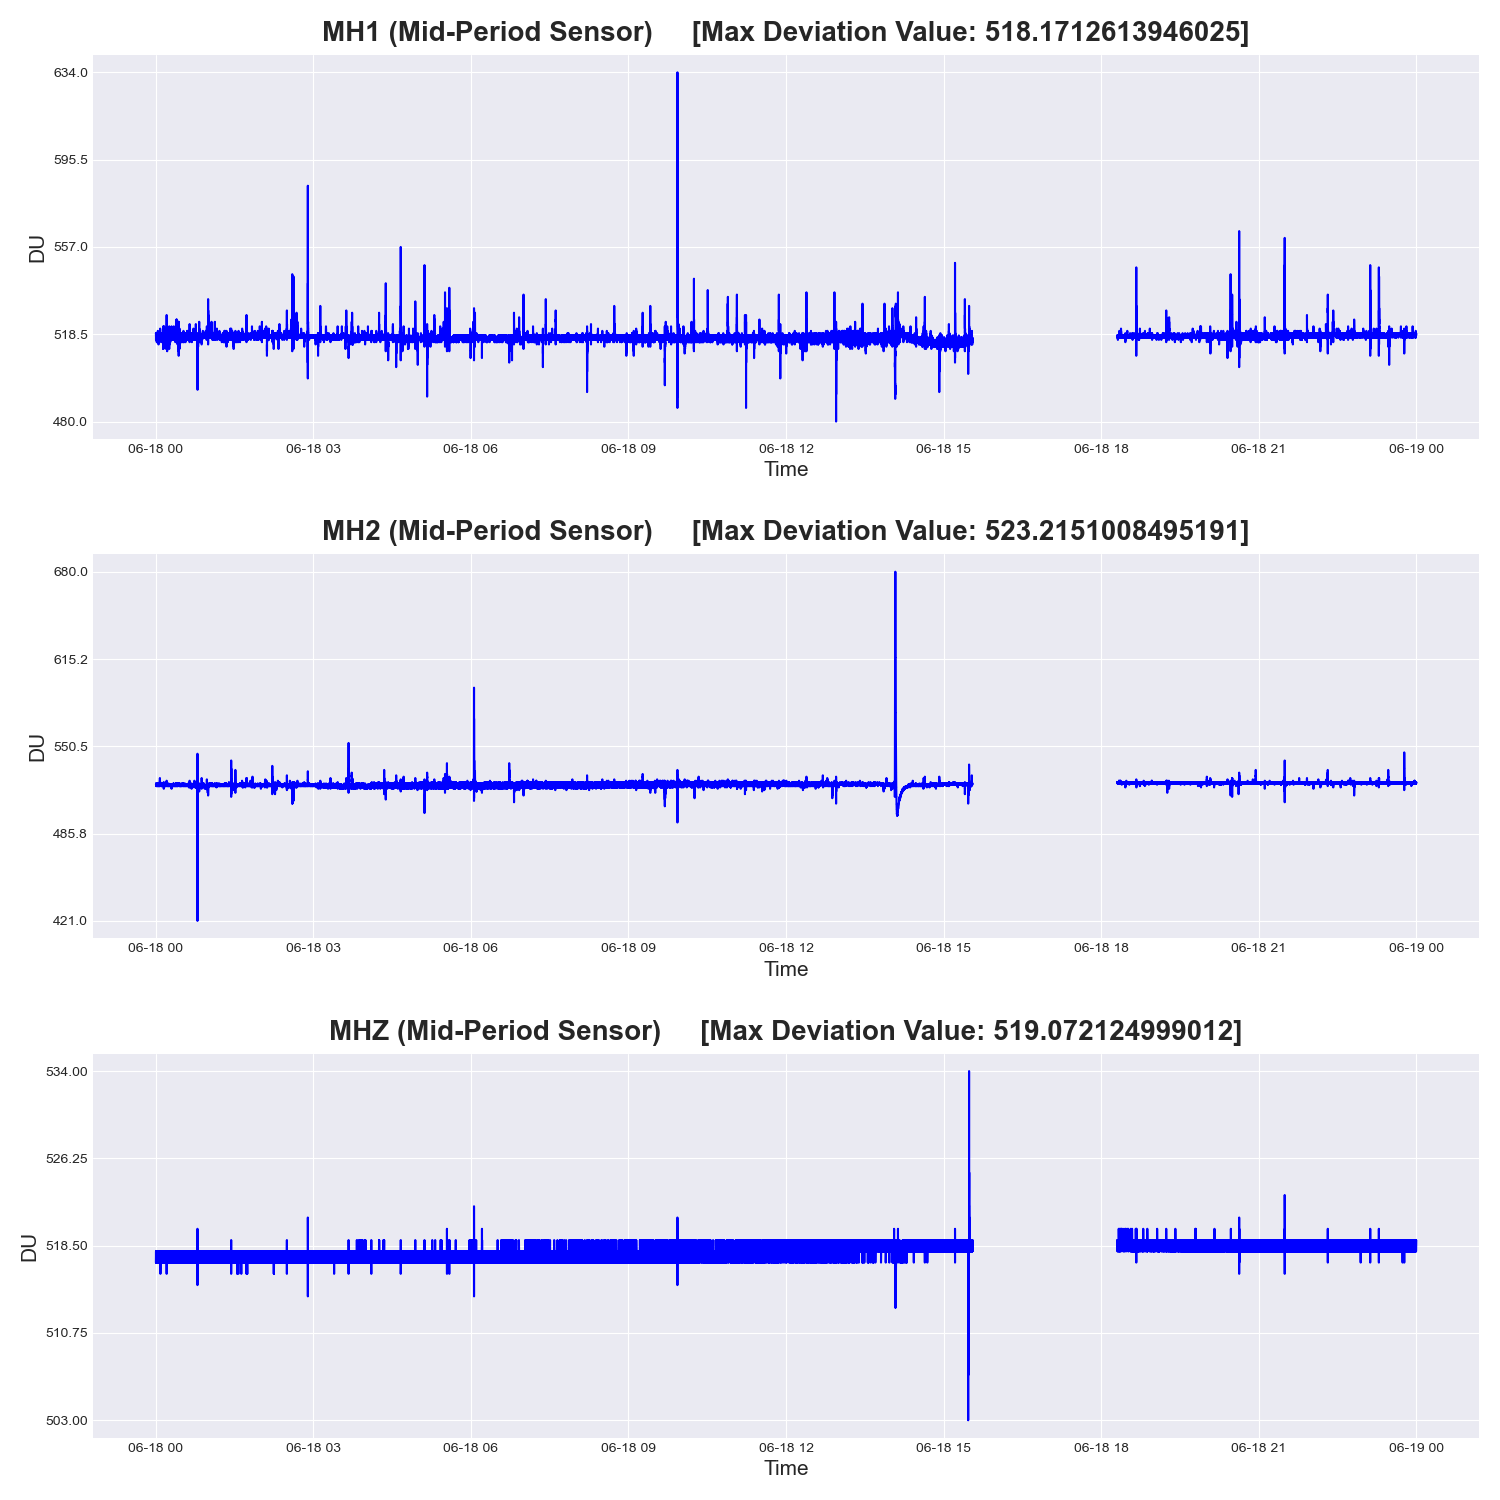 MH1 (Mid-Period Sensor) [Max Deviation Value: 518.1712613946025]
634.0
595.5
557.0
518.5
480.0
DU
06-18 00 06-18 03 06-18 06 06-18 09 06-18 12 06-18 15 06-18 18 06-18 21 06-19 00
Time
MH2 (Mid-Period Sensor) [Max Deviation Value: 523.2151008495191]
680.0
615.2
550.5
485.8
421.0
DU
06-18 00 06-18 03 06-18 06 06-18 09 06-18 12 06-18 15 06-18 18 06-18 21 06-19 00
Time
MHZ (Mid-Period Sensor) [Max Deviation Value: 519.072124999012]
534.00
526.25
518.50
510.75
503.00
DU
06-18 00 06-18 03 06-18 06 06-18 09 06-18 12 06-18 15 06-18 18 06-18 21 06-19 00
Time